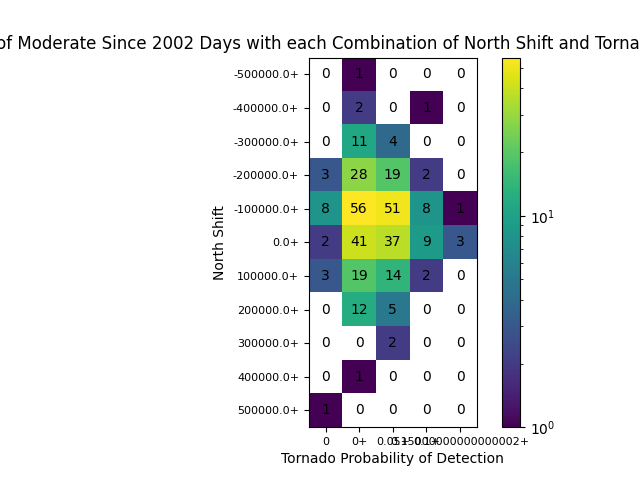 of Moderate Since 2002 Days with each Combination of North Shift and Torna
-500000.0+ 0 1 0 0 0
-400000.0+ 0 2 0 1 0
-300000.0+ 0 11 4 0 0
-200000.0+ 3 28 19 2 0
-100000.0+ 8 56 51 8 1
0.0+ 2 41 37 9 3
100000.0+ 3 19 14 2 0
200000.0+ 0 12 5 0 0
300000.0+ 0 0 2 0 0
400000.0+ 0 1 0 0 0
500000.0+ 1 0 0 0 0
North Shift
0 0+
Tornado Probability of Detection
10¹
10⁰